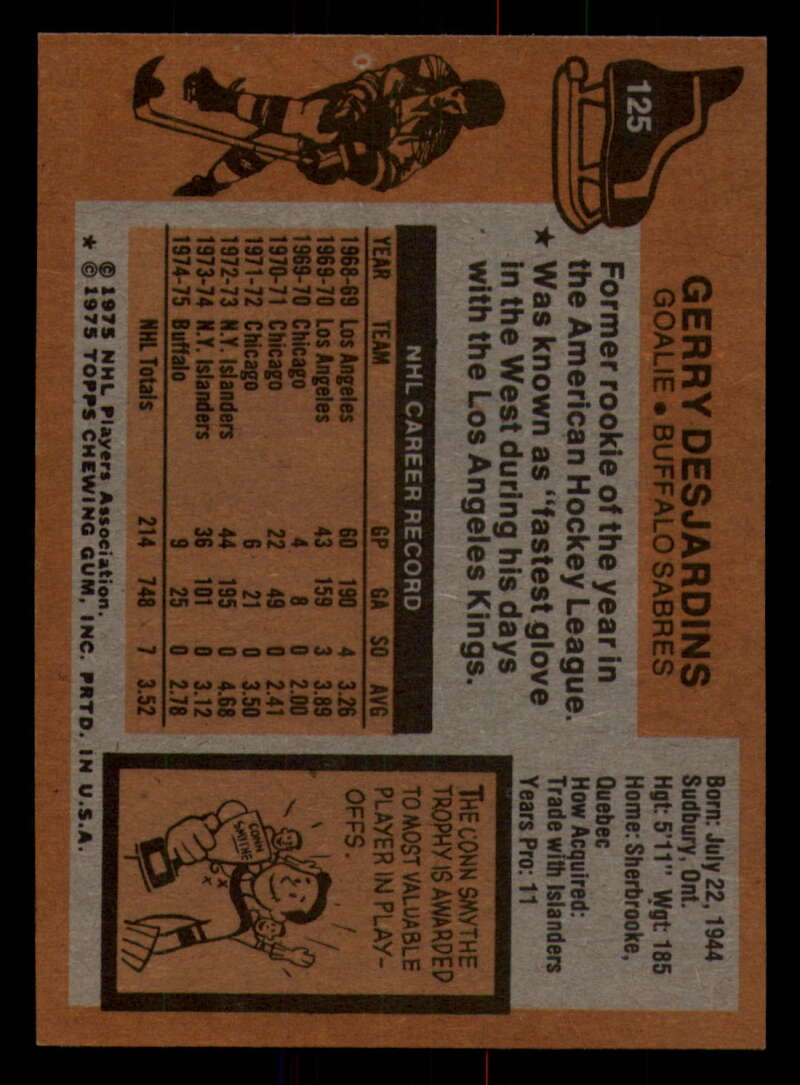 125
GERRY DESJARDINS
GOALIE • BUFFALO SABRES
Born: July 22, 1944
Sudbury, Ont.
Hgt: 5'11" Wgt: 185
Home: Sherbrooke,
Quebec
How Acquired:
Trade with Islanders
Years Pro: 11
Former rookie of the year in
the American Hockey League.
★ Was known as "fastest glove
in the West during his days
with the Los Angeles Kings.
NHL CAREER RECORD
YEAR TEAM GP GA SO AVG
1968-69 Los Angeles 60 190 4 3.26
1969-70 Los Angeles 43 159 3 3.89
1969-70 Chicago 4 8 0 2.00
1970-71 Chicago 22 49 0 2.41
1971-72 Chicago 6 21 0 3.50
1972-73 N.Y. Islanders 44 195 0 4.68
1973-74 N.Y. Islanders 36 101 0 3.12
1974-75 Buffalo 9 25 0 2.78
NHL Totals 214 748 7 3.52
THE CONN SMYTHE
TROPHY IS AWARDED
TO MOST VALUABLE
PLAYER IN PLAY-
OFFS.
CONN
SMYTHE
© 1975 NHL Players Association.
★ © 1975 TOPPS CHEWING GUM, INC. PRTD. IN U.S.A.